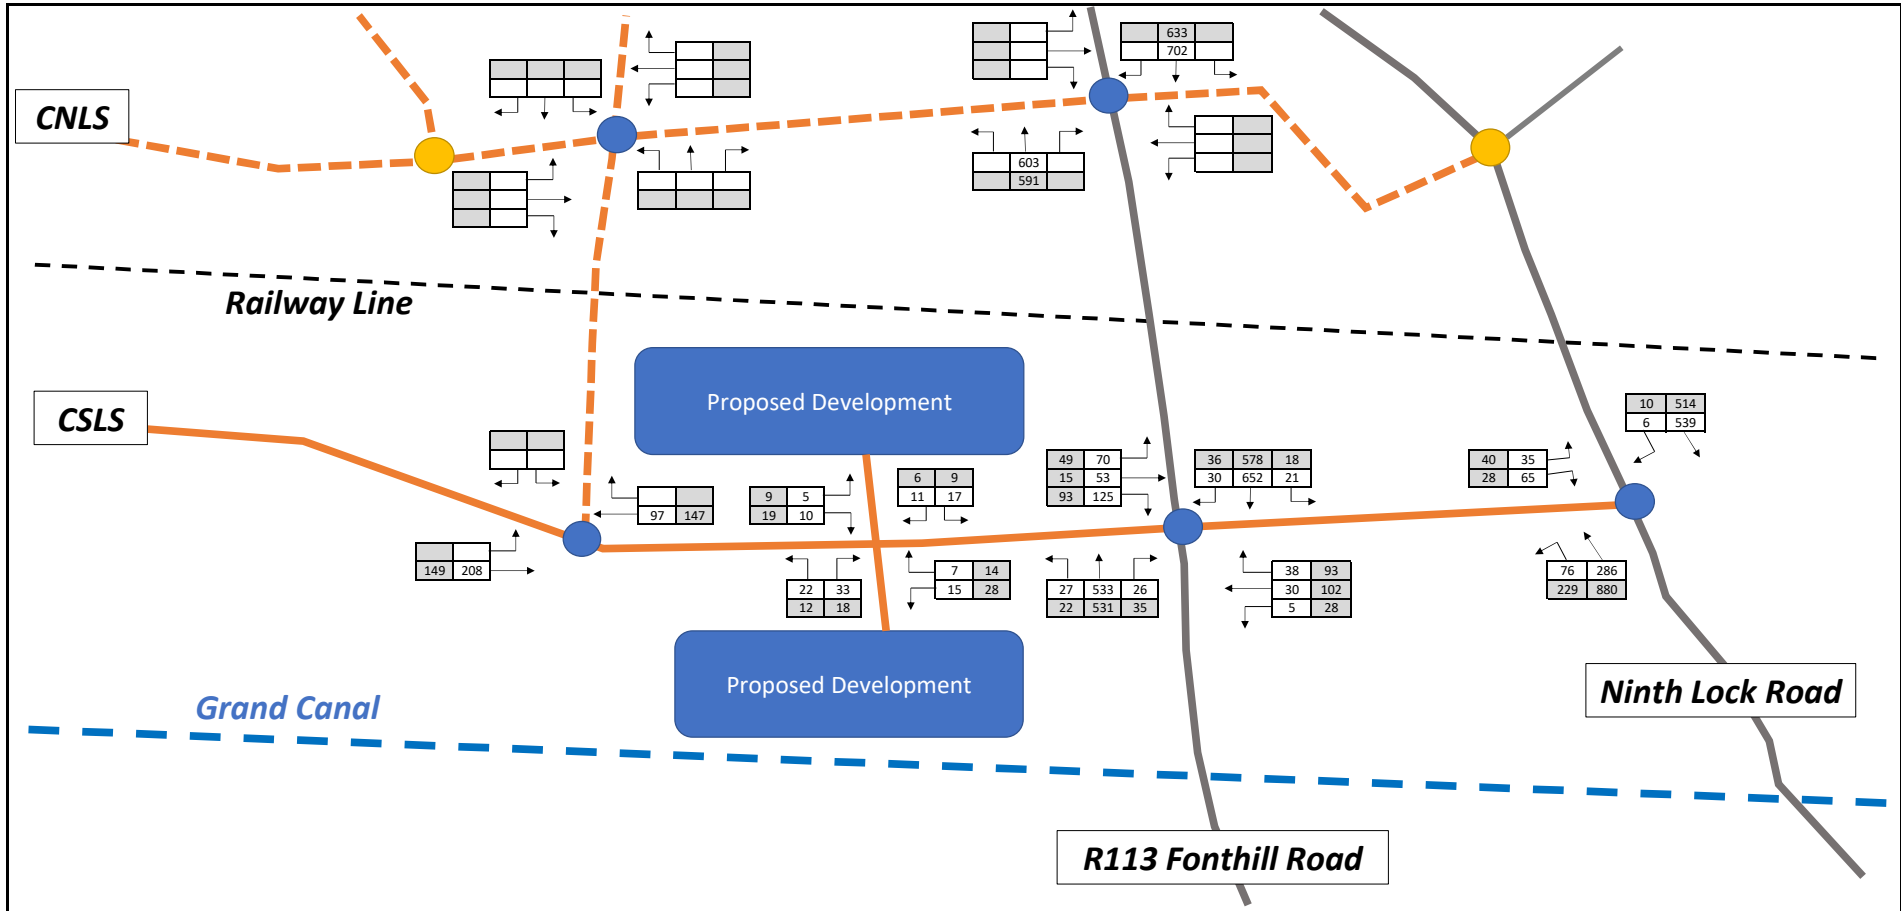 633
702
CNLS
603
591
Railway Line
Proposed Development
CSLS
10 514
6 539
49 70
15 53
93 125
36 578 18
30 652 21
40 35
28 65
6 9
11 17
9 5
19 10
97 147
149 208
7 14
15 28
22 33
12 18
27 533 26
22 531 35
38 93
30 102
5 28
76 286
229 880
Proposed Development
Ninth Lock Road
Grand Canal
R113 Fonthill Road